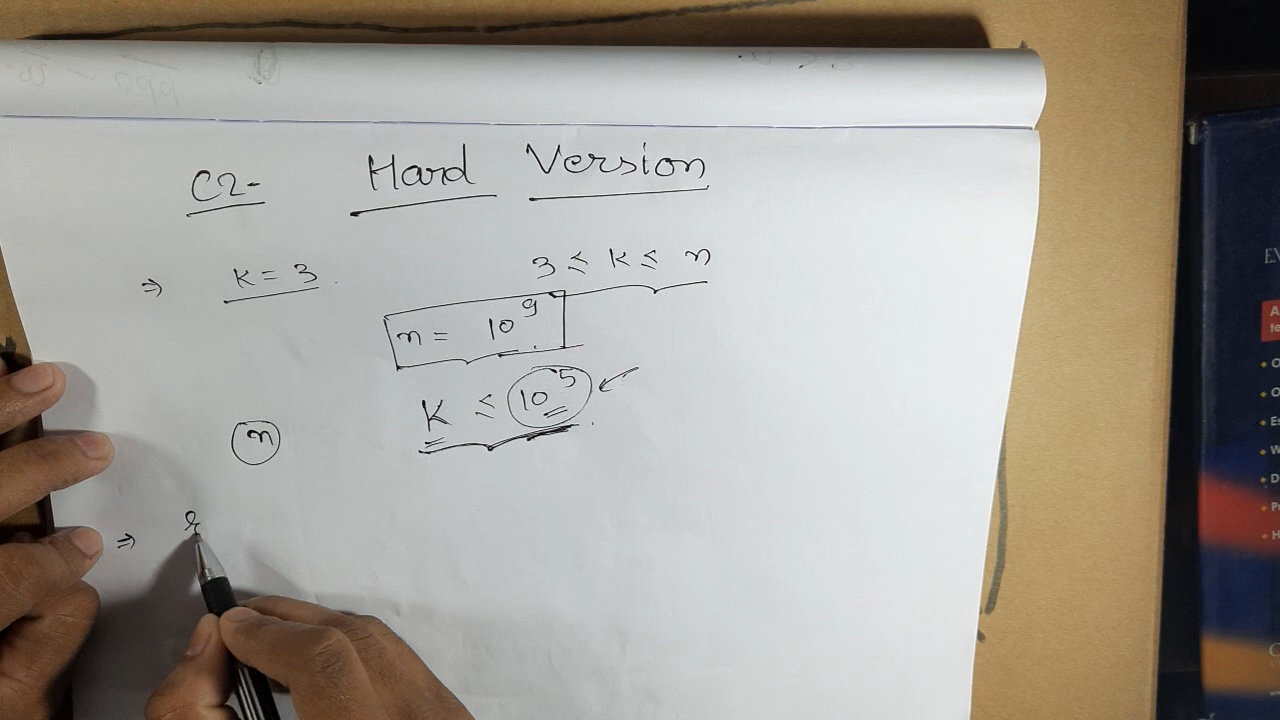 C2- Hard Version
⇒ K = 3 3 ≤ K ≤ n
n = 10^9
K ≤ 10^5
n
⇒